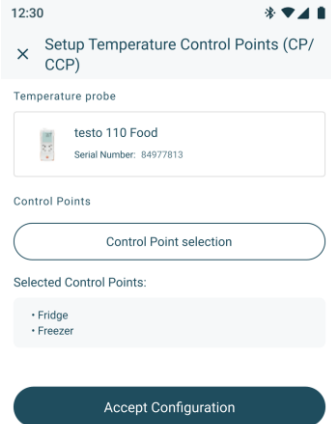 12:30
Setup Temperature Control Points (CP/
CCP)
Temperature probe
testo 110 Food
Serial Number: 84977813
Control Points
Control Point selection
Selected Control Points:
• Fridge
• Freezer
Accept Configuration